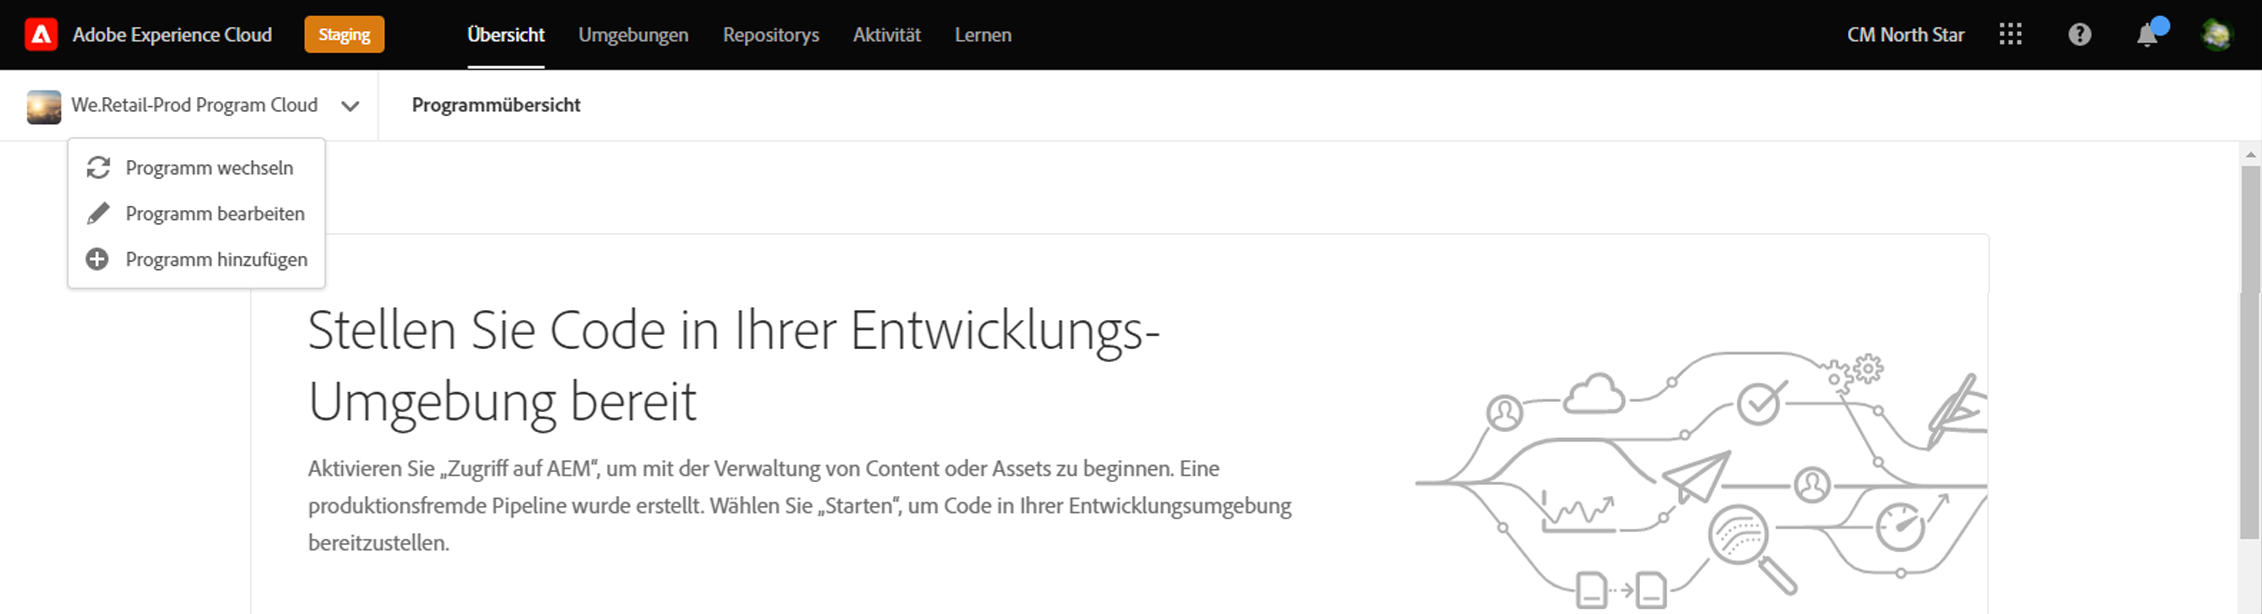 Adobe Experience Cloud Staging Übersicht Umgebungen Repositorys Aktivität Lernen CM North Star
We.Retail-Prod Program Cloud Programmübersicht
Programm wechseln
Programm bearbeiten
Programm hinzufügen
Stellen Sie Code in Ihrer Entwicklungs-
Umgebung bereit
Aktivieren Sie „Zugriff auf AEM“, um mit der Verwaltung von Content oder Assets zu beginnen. Eine
produktionsfremde Pipeline wurde erstellt. Wählen Sie „Starten“, um Code in Ihrer Entwicklungsumgebung
bereitzustellen.